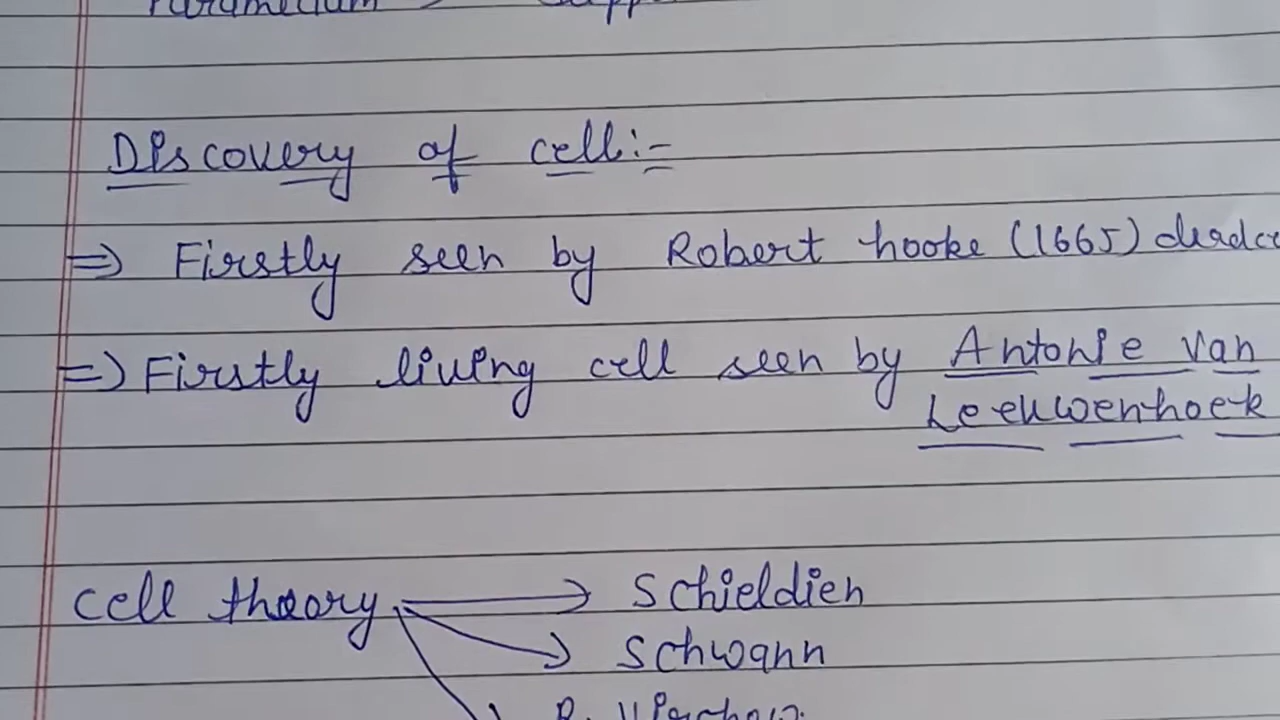 Discovery of cell:-
=> Firstly seen by Robert hooke (1665)
=> Firstly living cell seen by Antonie Van
Leeuwenhoek
Cell theory → Schieldien
→ Schwann